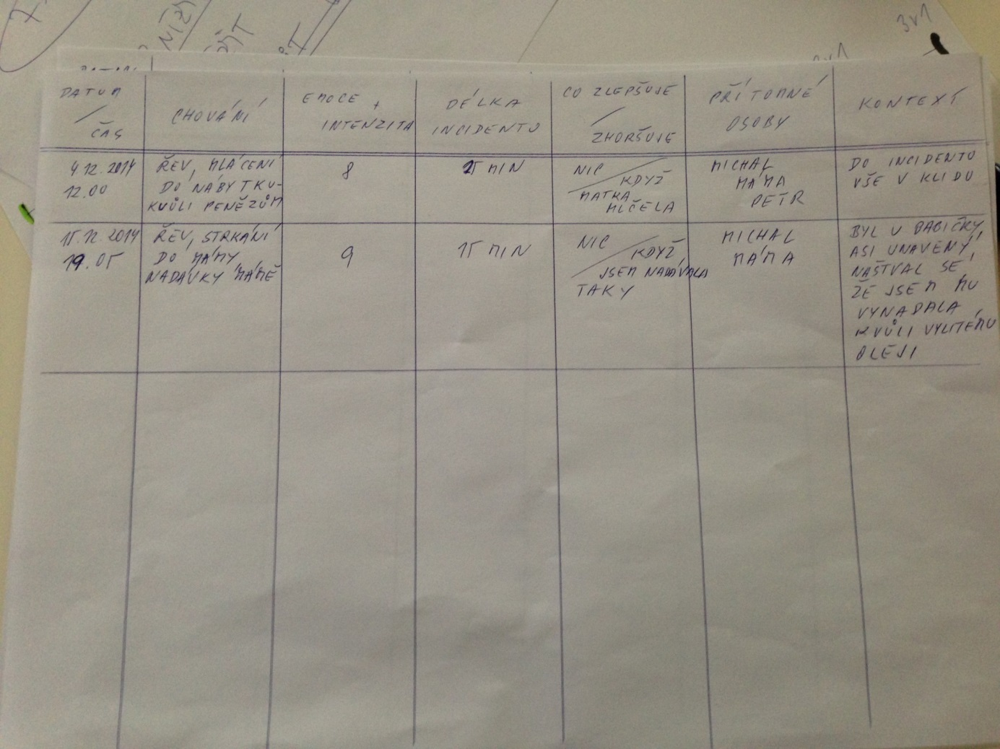 3v1
DATUM
/
ČAS
CHOVÁNÍ
EMOCE +
INTENZITA
DÉLKA
INCIDENTU
CO ZLEPŠUJE
/
ZHORŠUJE
PŘÍTOMNÉ
OSOBY
KONTEXT
4.12.2014
12.00
ŘEV, MLÁCENÍ
DO NÁBYTKU-
KVŮLI PENĚZŮM
8
MIN
NIC /
KDYŽ
MATKA
MLČELA
MICHAL
MÁMA
PETR
DO INCIDENTU
VŠE V KLIDU
15.12.2014
19.05
ŘEV, STRKÁNÍ
DO MÁMY
NADÁVKY MÁMĚ
9
15 MIN
NIC /
KDYŽ
JSEM NADÁVALA
TAKY
MICHAL
MÁMA
BYL U BABIČKY,
ASI UNAVENÝ,
NAŠTVAL SE,
ŽE JSEM MU
VYNADALA
KVŮLI VYLITÉMU
OLEJI